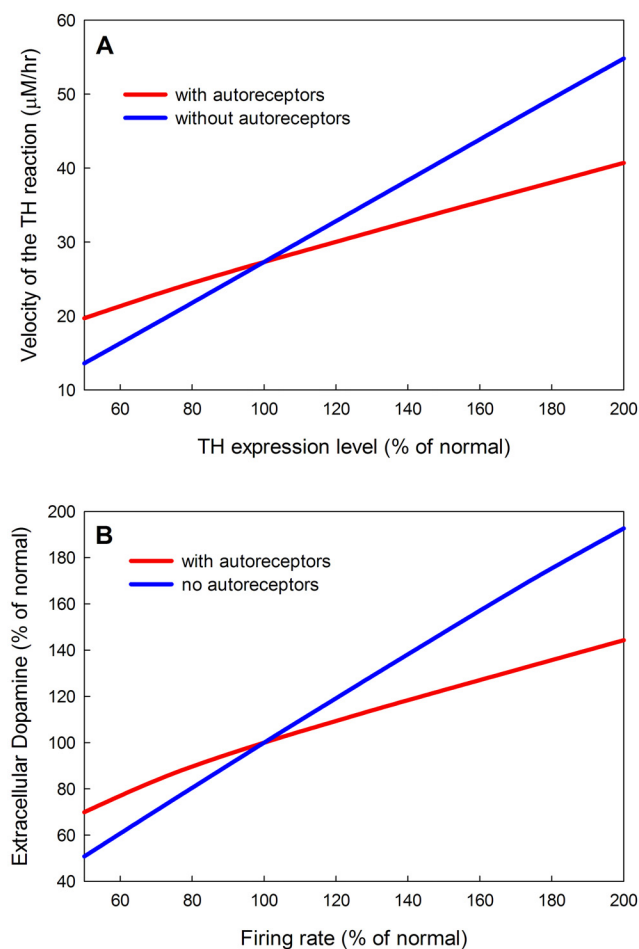 A
with autoreceptors
without autoreceptors
Velocity of the TH reaction (µM/hr)
60
50
40
30
20
10
60 80 100 120 140 160 180 200
TH expression level (% of normal)
B
with autoreceptors
no autoreceptors
Extracellular Dopamine (% of normal)
200
180
160
140
120
100
80
60
40
60 80 100 120 140 160 180 200
Firing rate (% of normal)